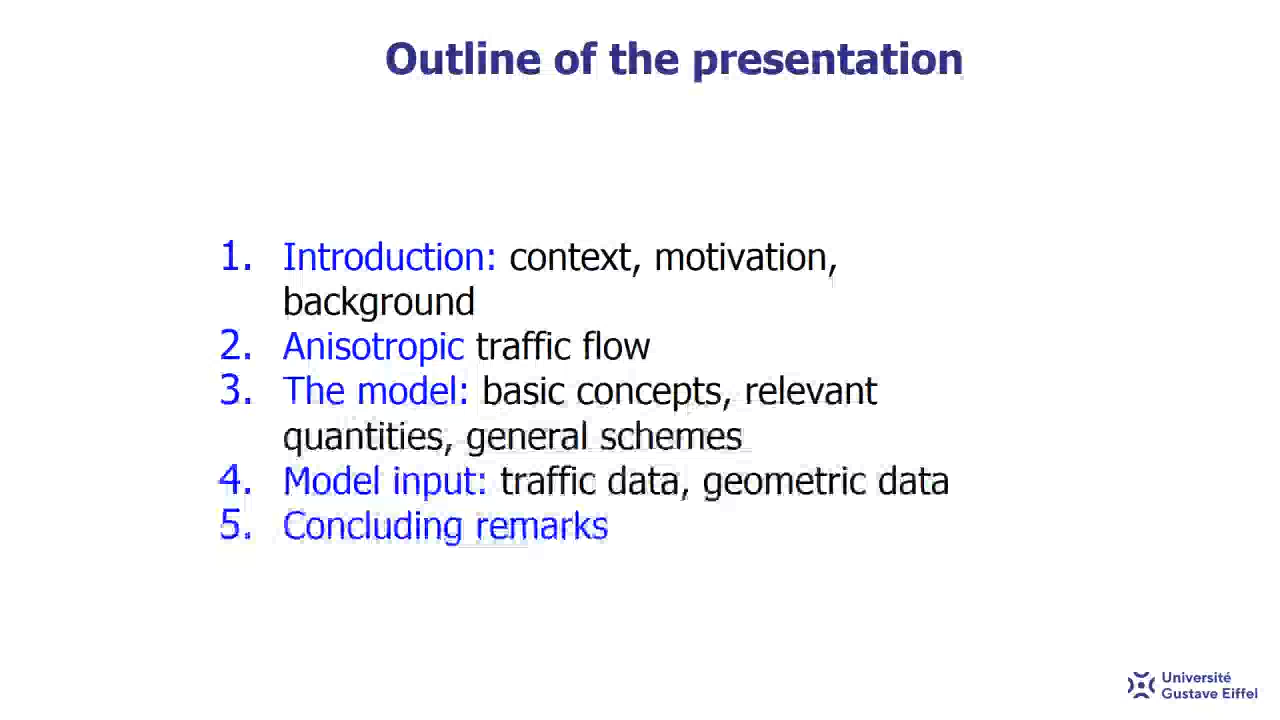 Outline of the presentation
1. Introduction: context, motivation,
background
2. Anisotropic traffic flow
3. The model: basic concepts, relevant
quantities, general schemes
4. Model input: traffic data, geometric data
5. Concluding remarks
Université
Gustave Eiffel